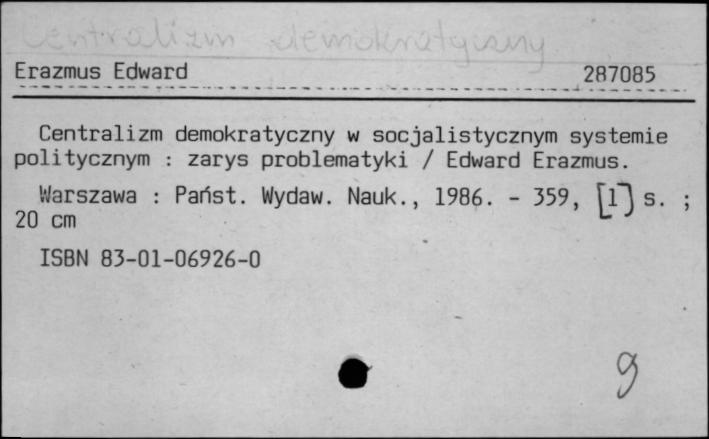 Centralizm demokratyczny
Erazmus Edward 287085
Centralizm demokratyczny w socjalistycznym systemie
politycznym : zarys problematyki / Edward Erazmus.
Warszawa : Państ. Wydaw. Nauk., 1986. - 359, [1] s. ;
20 cm
ISBN 83-01-06926-0
g